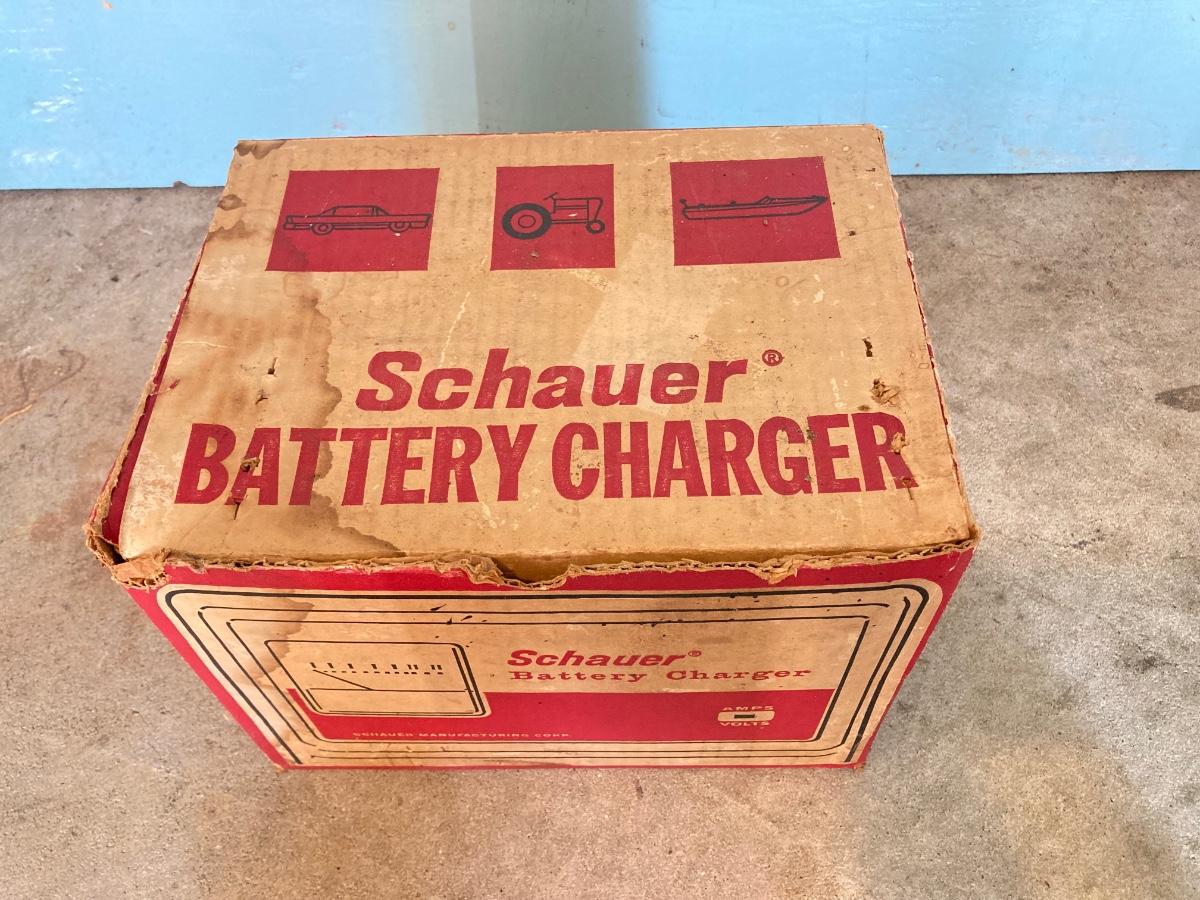 Schauer®
BATTERY CHARGER
Schauer®
Battery Charger
AMPS
VOLTS
SCHAUER MANUFACTURING CORP.